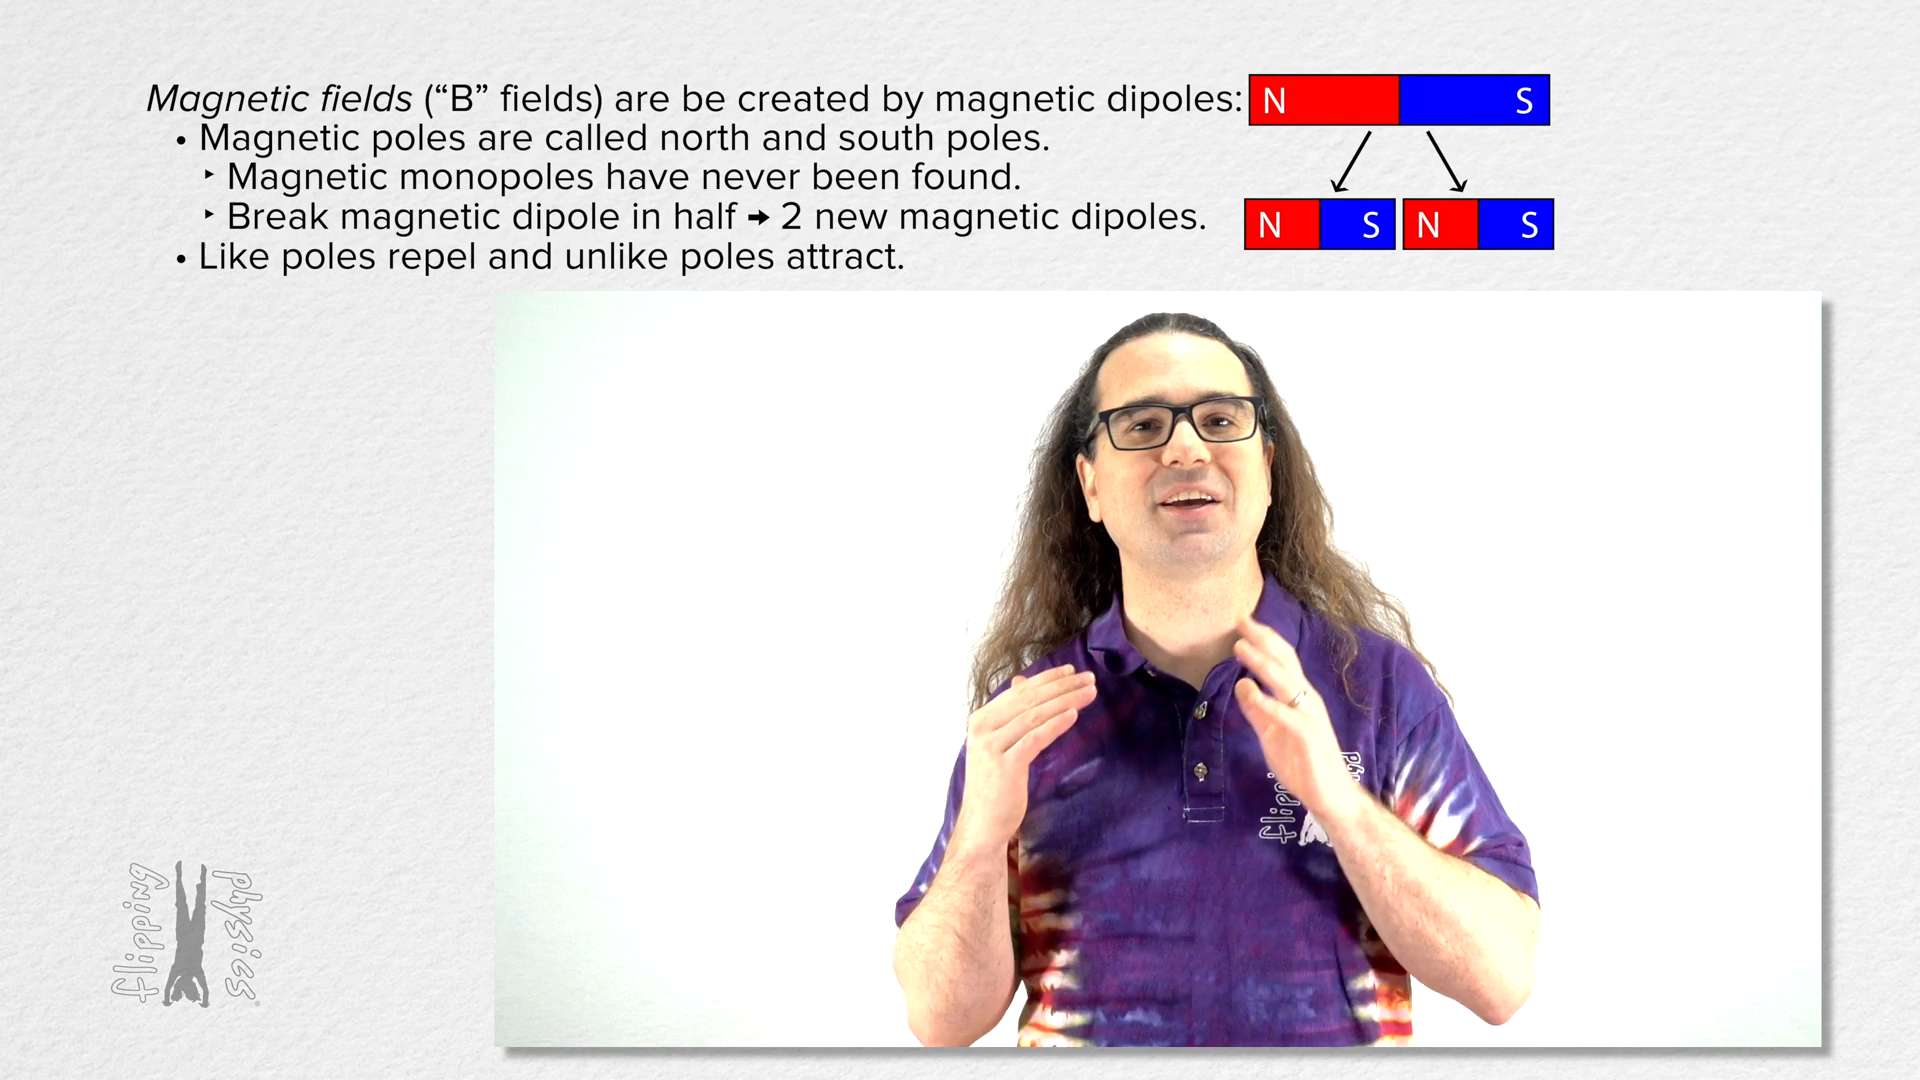 Magnetic fields (“B” fields) are be created by magnetic dipoles:
• Magnetic poles are called north and south poles.
‣ Magnetic monopoles have never been found.
‣ Break magnetic dipole in half → 2 new magnetic dipoles.
• Like poles repel and unlike poles attract.
N S
N S N S
flipping
physics
flipping